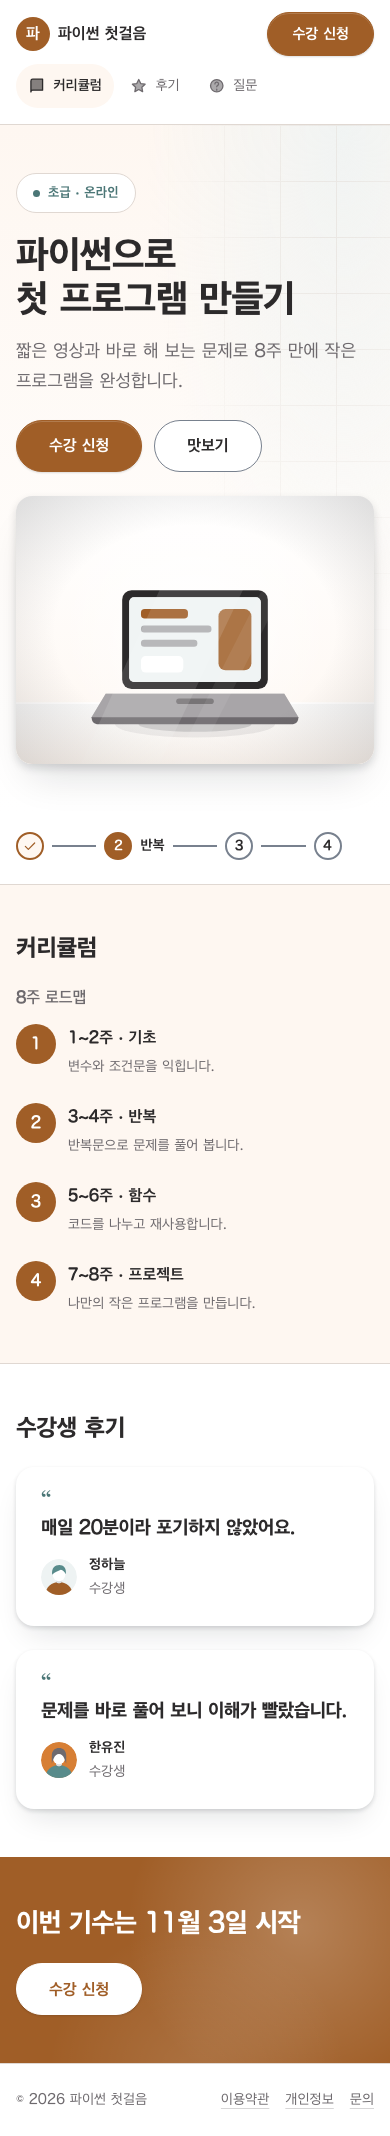 파 파이썬 첫걸음
수강 신청
커리큘럼 후기 질문
초급 · 온라인
파이썬으로
첫 프로그램 만들기
짧은 영상과 바로 해 보는 문제로 8주 만에 작은
프로그램을 완성합니다.
수강 신청 맛보기
2 반복 3 4
커리큘럼
8주 로드맵
1 1~2주 · 기초
변수와 조건문을 익힙니다.
2 3~4주 · 반복
반복문으로 문제를 풀어 봅니다.
3 5~6주 · 함수
코드를 나누고 재사용합니다.
4 7~8주 · 프로젝트
나만의 작은 프로그램을 만듭니다.
수강생 후기
“
매일 20분이라 포기하지 않았어요.
정하늘
수강생
“
문제를 바로 풀어 보니 이해가 빨랐습니다.
한유진
수강생
이번 기수는 11월 3일 시작
수강 신청
© 2026 파이썬 첫걸음 이용약관 개인정보 문의